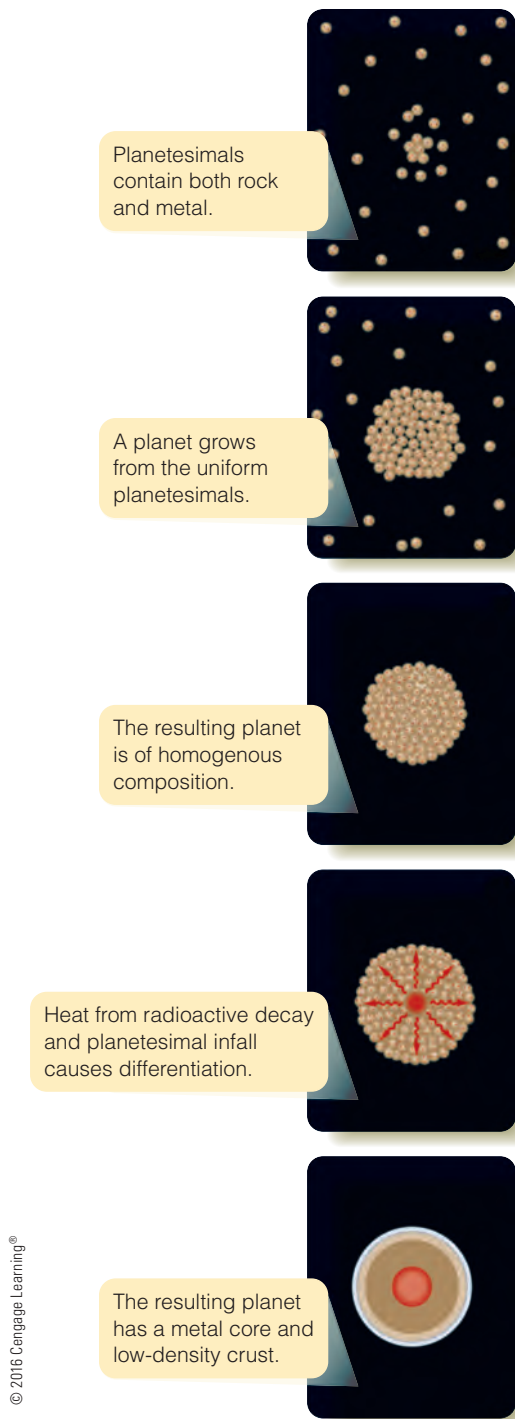 Planetesimals
contain both rock
and metal.
A planet grows
from the uniform
planetesimals.
The resulting planet
is of homogenous
composition.
Heat from radioactive decay
and planetesimal infall
causes differentiation.
The resulting planet
has a metal core and
low-density crust.
© 2016 Cengage Learning®